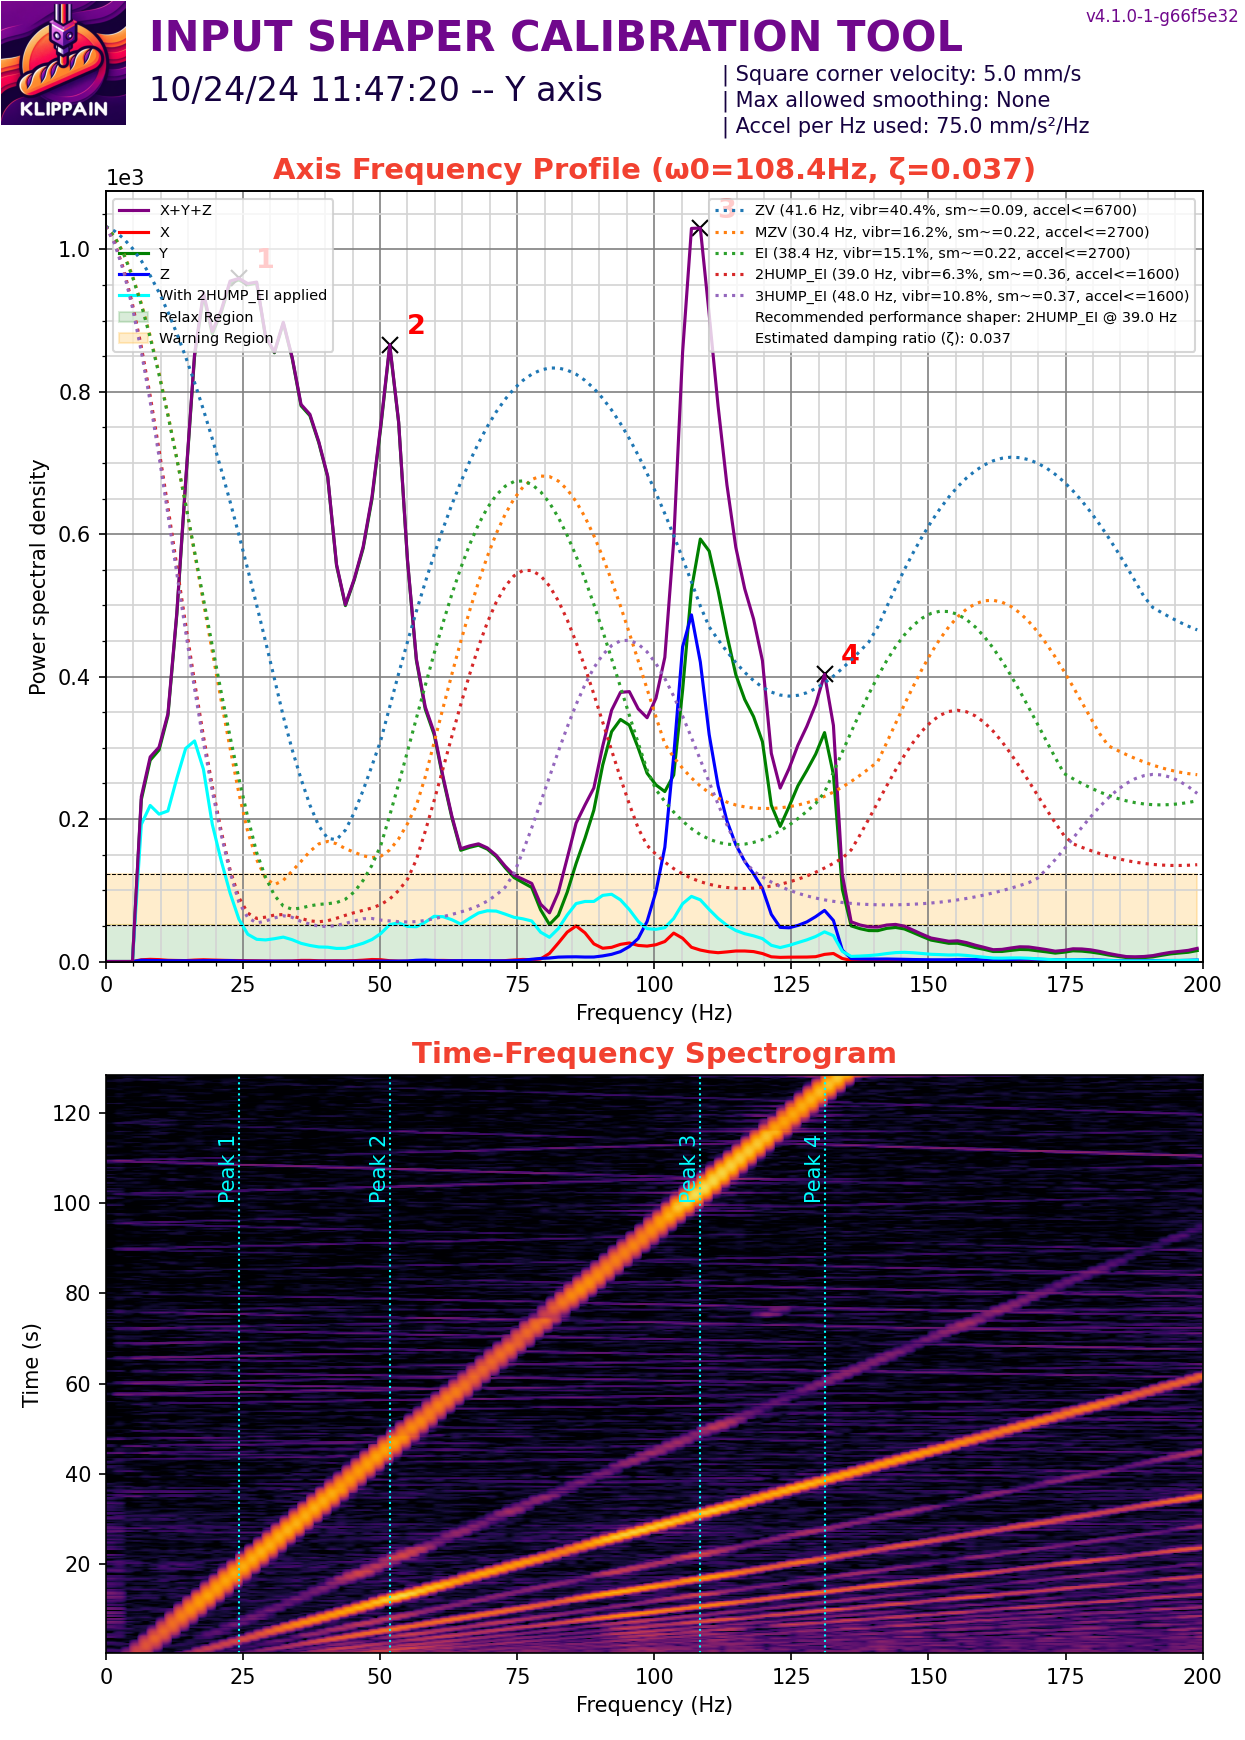 v4.1.0-1-g66f5e32
KLIPPAIN
INPUT SHAPER CALIBRATION TOOL
10/24/24 11:47:20 -- Y axis
| Square corner velocity: 5.0 mm/s
| Max allowed smoothing: None
| Accel per Hz used: 75.0 mm/s²/Hz
Axis Frequency Profile (ω0=108.4Hz, ζ=0.037)
1e3
X+Y+Z
X
Y
Z
With 2HUMP_EI applied
Relax Region
Warning Region
ZV (41.6 Hz, vibr=40.4%, sm~=0.09, accel<=6700)
MZV (30.4 Hz, vibr=16.2%, sm~=0.22, accel<=2700)
EI (38.4 Hz, vibr=15.1%, sm~=0.22, accel<=2700)
2HUMP_EI (39.0 Hz, vibr=6.3%, sm~=0.36, accel<=1600)
3HUMP_EI (48.0 Hz, vibr=10.8%, sm~=0.37, accel<=1600)
Recommended performance shaper: 2HUMP_EI @ 39.0 Hz
Estimated damping ratio (ζ): 0.037
1
2
3
4
Power spectral density
1.0
0.8
0.6
0.4
0.2
0.0
0 25 50 75 100 125 150 175 200
Frequency (Hz)
Time-Frequency Spectrogram
Peak 1
Peak 2
Peak 3
Peak 4
Time (s)
120
100
80
60
40
20
0 25 50 75 100 125 150 175 200
Frequency (Hz)